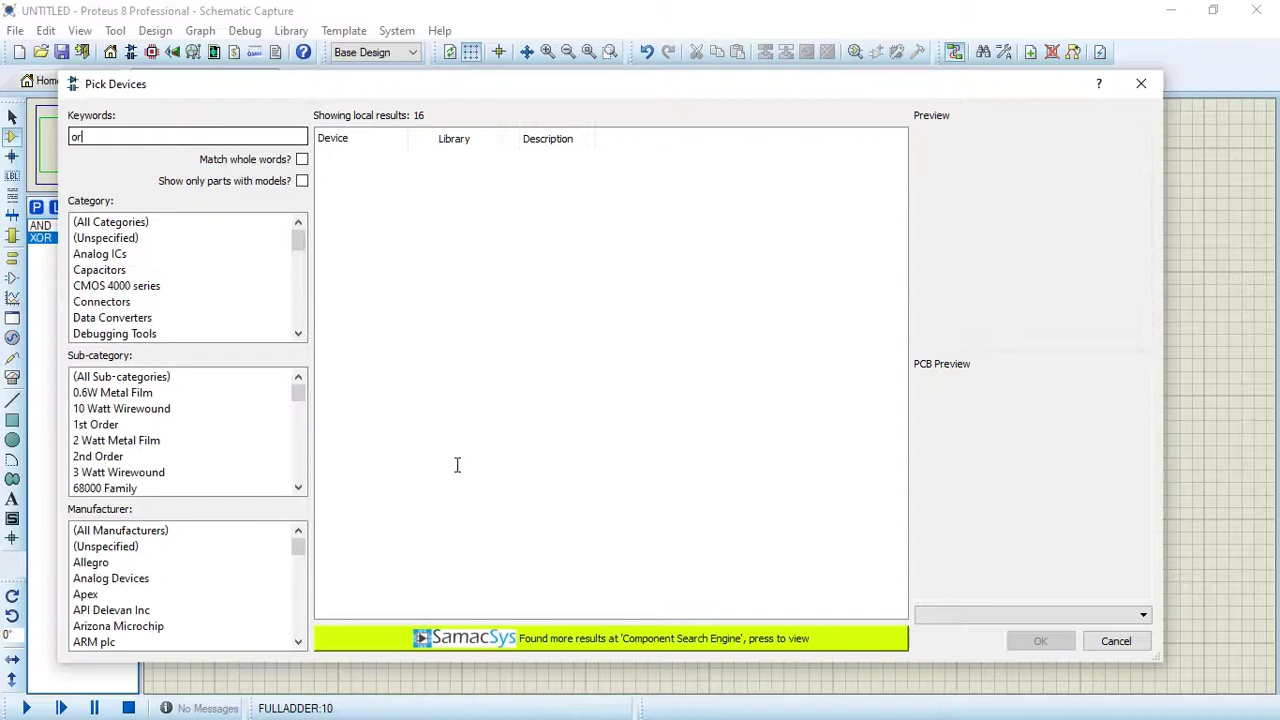 UNTITLED - Proteus 8 Professional - Schematic Capture
File Edit View Tool Design Graph Debug Library Template System Help
Base Design
Home
Pick Devices
Keywords:
or
Match whole words?
Show only parts with models?
Category:
(All Categories)
(Unspecified)
Analog ICs
Capacitors
CMOS 4000 series
Connectors
Data Converters
Debugging Tools
Sub-category:
(All Sub-categories)
0.6W Metal Film
10 Watt Wirewound
1st Order
2 Watt Metal Film
2nd Order
3 Watt Wirewound
68000 Family
Manufacturer:
(All Manufacturers)
(Unspecified)
Allegro
Analog Devices
Apex
API Delevan Inc
Arizona Microchip
ARM plc
Showing local results: 16
Device Library Description
SamacSys Found more results at 'Component Search Engine', press to view
Preview
PCB Preview
OK Cancel
P L
AND
XOR
LBL
A
S
0°
No Messages FULLADDER:10